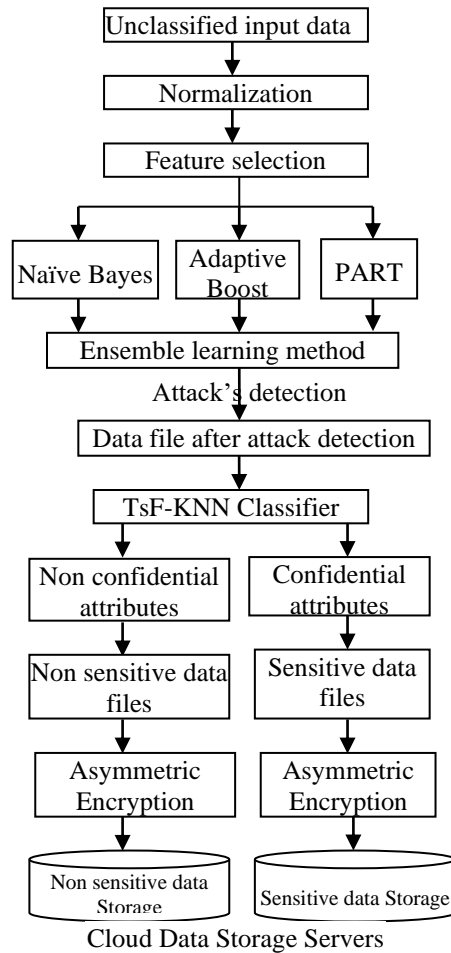 Unclassified input data
Normalization
Feature selection
Naïve Bayes
Adaptive
Boost
PART
Ensemble learning method
Attack's detection
Data file after attack detection
TsF-KNN Classifier
Non confidential
attributes
Confidential
attributes
Non sensitive data
files
Sensitive data
files
Asymmetric
Encryption
Asymmetric
Encryption
Non sensitive data
Storage
Sensitive data Storage
Cloud Data Storage Servers